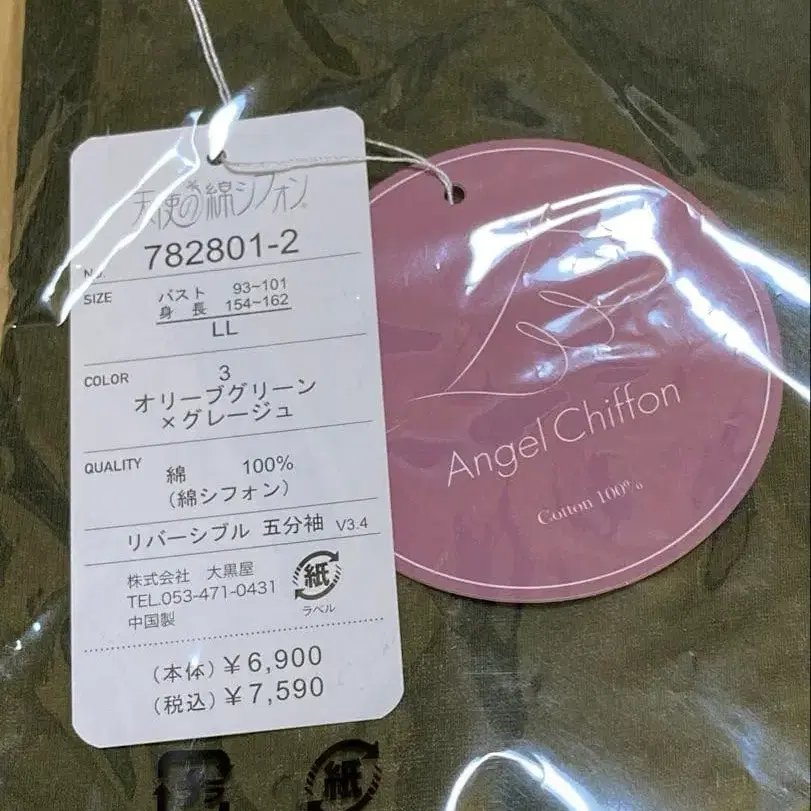 天使の綿シフォン®
No. 782801-2
SIZE バスト 93~101
身長 154~162
LL
COLOR 3
オリーブグリーン
×グレージュ
QUALITY 綿 100%
(綿シフォン)
リバーシブル 五分袖 V3.4
株式会社 大黒屋
TEL.053-471-0431
中国製
紙
ラベル
(本体)¥6,900
(税込)¥7,590
Angel Chiffon
Cotton 100%
紙